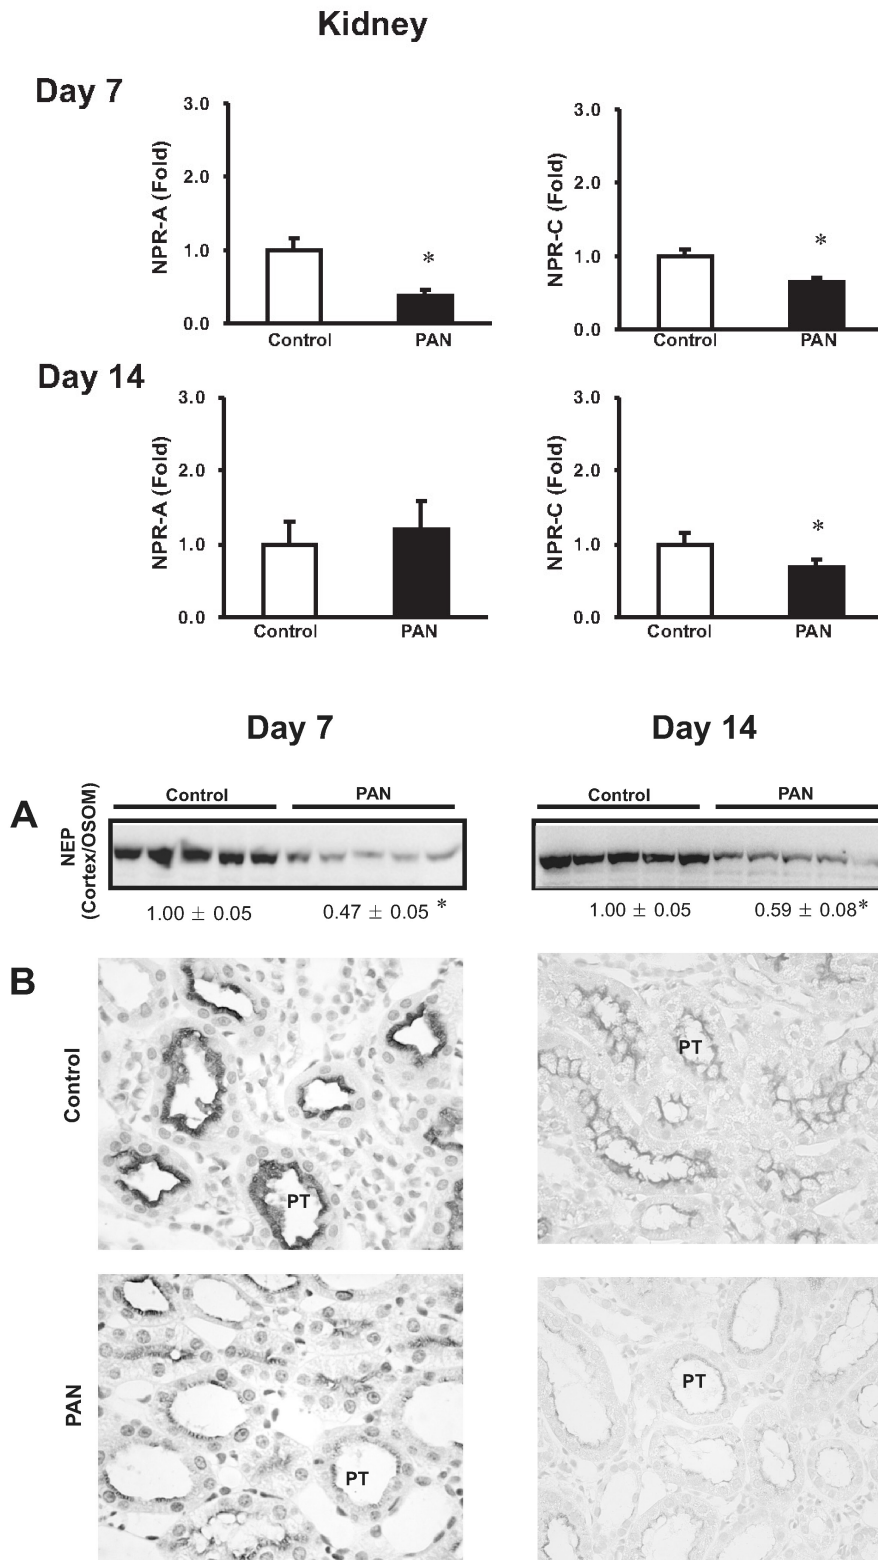 Kidney
Day 7
NPR-A (Fold)
3.0
2.0
1.0
0.0
*
Control PAN
NPR-C (Fold)
3.0
2.0
1.0
0.0
*
Control PAN
Day 14
NPR-A (Fold)
3.0
2.0
1.0
0.0
Control PAN
NPR-C (Fold)
3.0
2.0
1.0
0.0
*
Control PAN
Day 7 Day 14
A
NEP
(Cortex/OSOM)
Control PAN
1.00 ± 0.05 0.47 ± 0.05 *
Control PAN
1.00 ± 0.05 0.59 ± 0.08*
B
Control
PT
PT
PAN
PT
PT